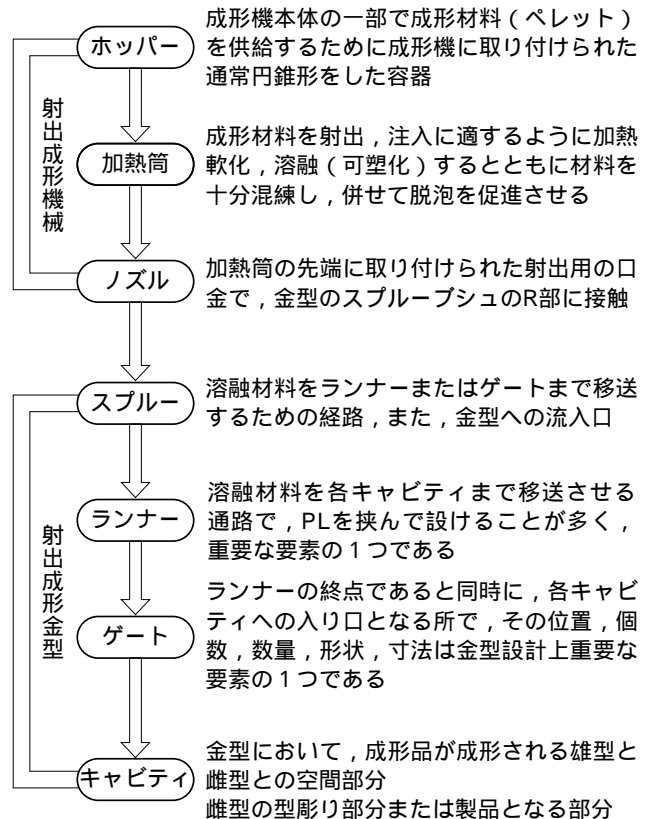 ホッパー
成形機本体の一部で成形材料（ペレット）
を供給するために成形機に取り付けられた
通常円錐形をした容器
射出成形機械
加熱筒
成形材料を射出，注入に適するように加熱
軟化，溶融（可塑化）するとともに材料を
十分混練し，併せて脱泡を促進させる
ノズル
加熱筒の先端に取り付けられた射出用の口
金で，金型のスプルーブシュのR部に接触
スプルー
溶融材料をランナーまたはゲートまで移送
するための経路，また，金型への流入口
ランナー
溶融材料を各キャビティまで移送させる
通路で，PLを挟んで設けることが多く，
重要な要素の１つである
射出成形金型
ゲート
ランナーの終点であると同時に，各キャビ
ティへの入り口となる所で，その位置，個
数，数量，形状，寸法は金型設計上重要な
要素の１つである
キャビティ
金型において，成形品が成形される雄型と
雌型との空間部分
雌型の型彫り部分または製品となる部分